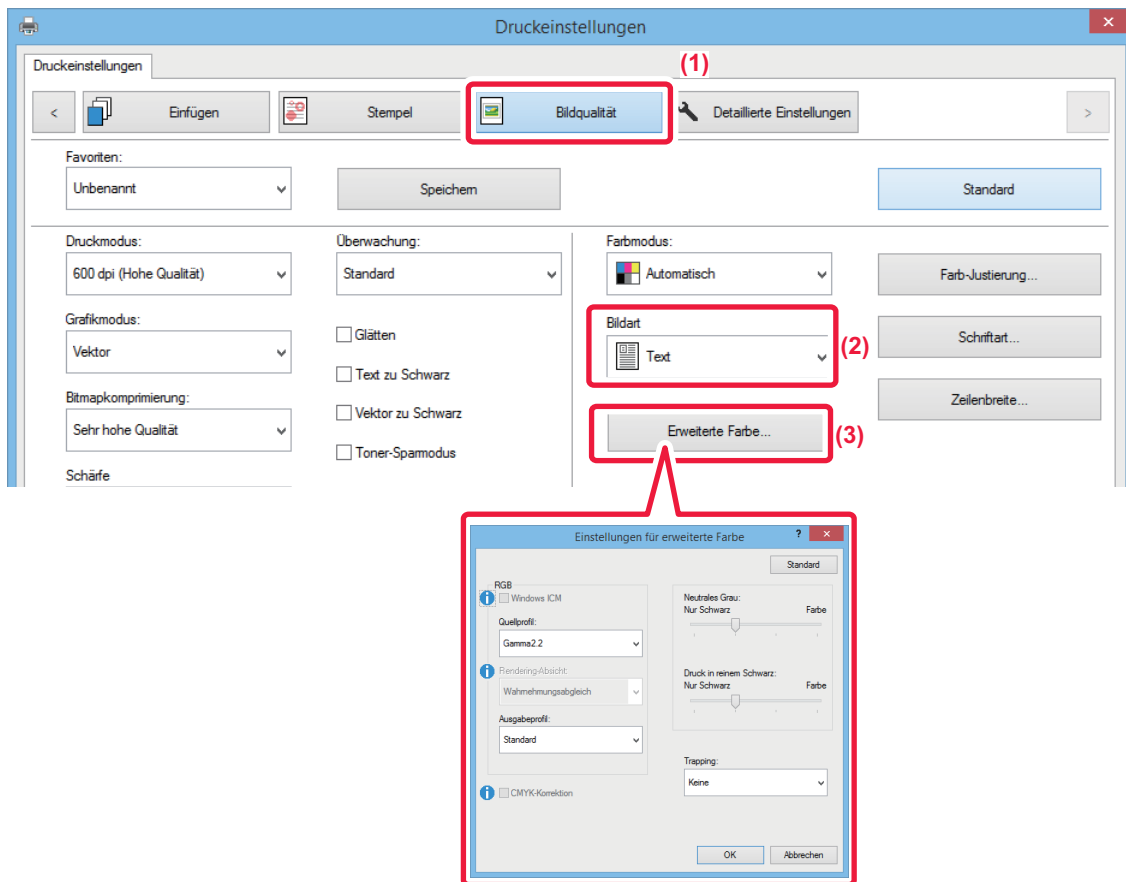 Druckeinstellungen
×
Druckeinstellungen
(1)
< Einfügen Stempel Bildqualität Detaillierte Einstellungen >
Favoriten:
Unbenannt Speichern Standard
Druckmodus: Überwachung: Farbmodus:
600 dpi (Hohe Qualität) Standard Automatisch Farb-Justierung...
Grafikmodus: Glätten Bildart
Vektor Text (2) Schriftart...
Text zu Schwarz
Bitmapkomprimierung: Vektor zu Schwarz Zeilenbreite...
Sehr hohe Qualität Toner-Sparmodus Erweiterte Farbe... (3)
Schärfe
Einstellungen für erweiterte Farbe ? ×
Standard
RGB
Windows ICM
Quellprofil:
Gamma2.2
Rendering-Absicht:
Wahrnehmungsabgleich
Ausgabeprofil:
Standard
CMYK-Korrektion
Neutrales Grau:
Nur Schwarz Farbe
Druck in reinem Schwarz:
Nur Schwarz Farbe
Trapping:
Keine
OK Abbrechen